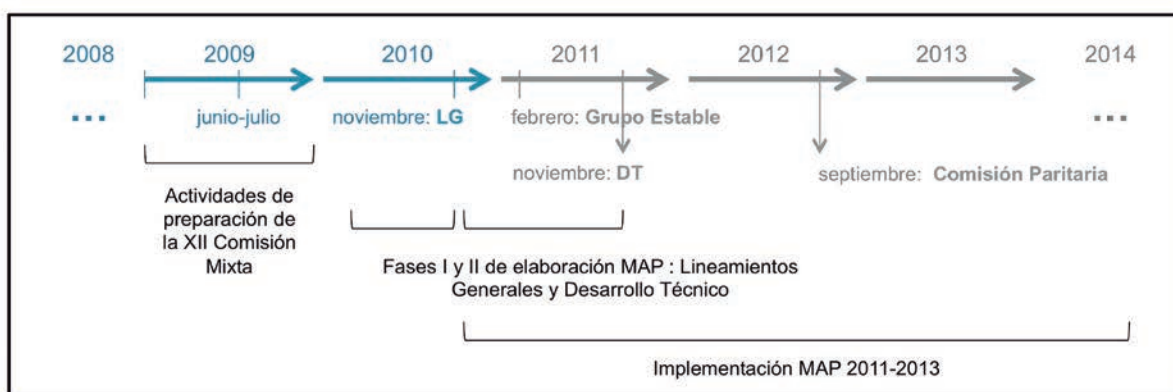 2008 2009 2010 2011 2012 2013 2014
... junio-julio noviembre: LG febrero: Grupo Estable ...
noviembre: DT septiembre: Comisión Paritaria
Actividades de
preparación de
la XII Comisión
Mixta
Fases I y II de elaboración MAP : Lineamientos
Generales y Desarrollo Técnico
Implementación MAP 2011-2013